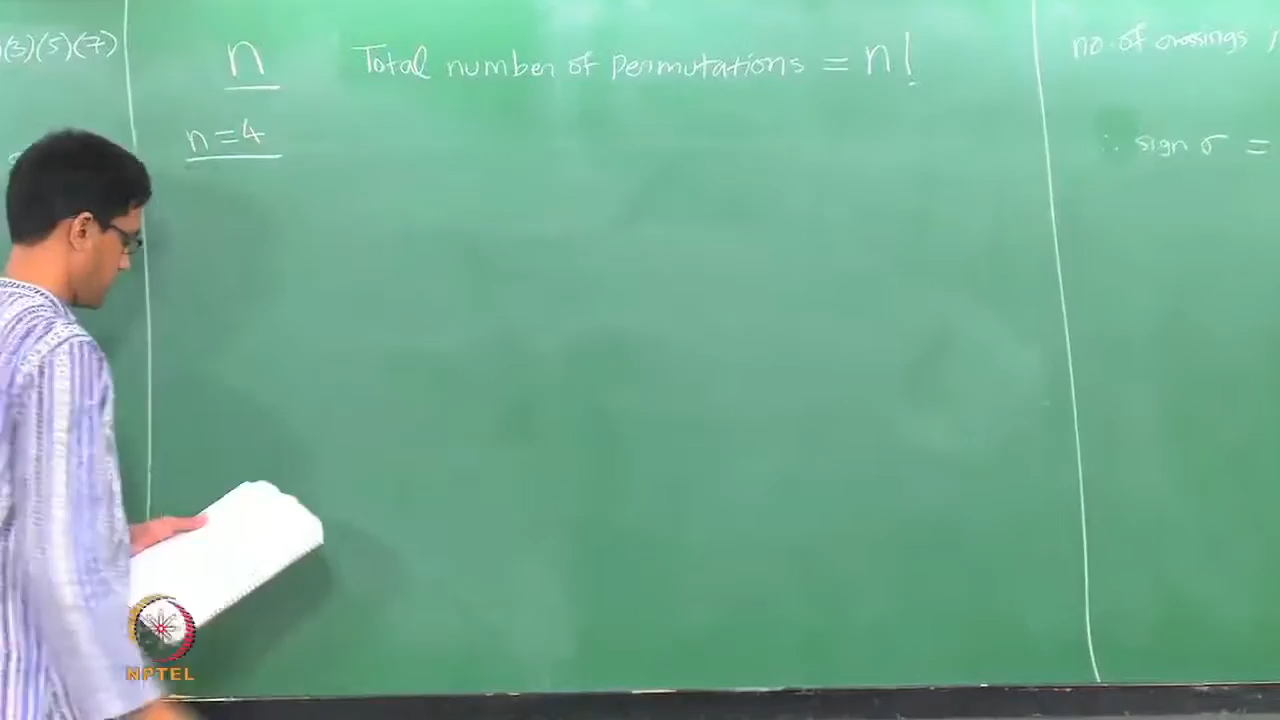 (3)(5)(7)
n Total number of permutations = n!
n=4
no. of crossings
∴ sign σ =
NPTEL